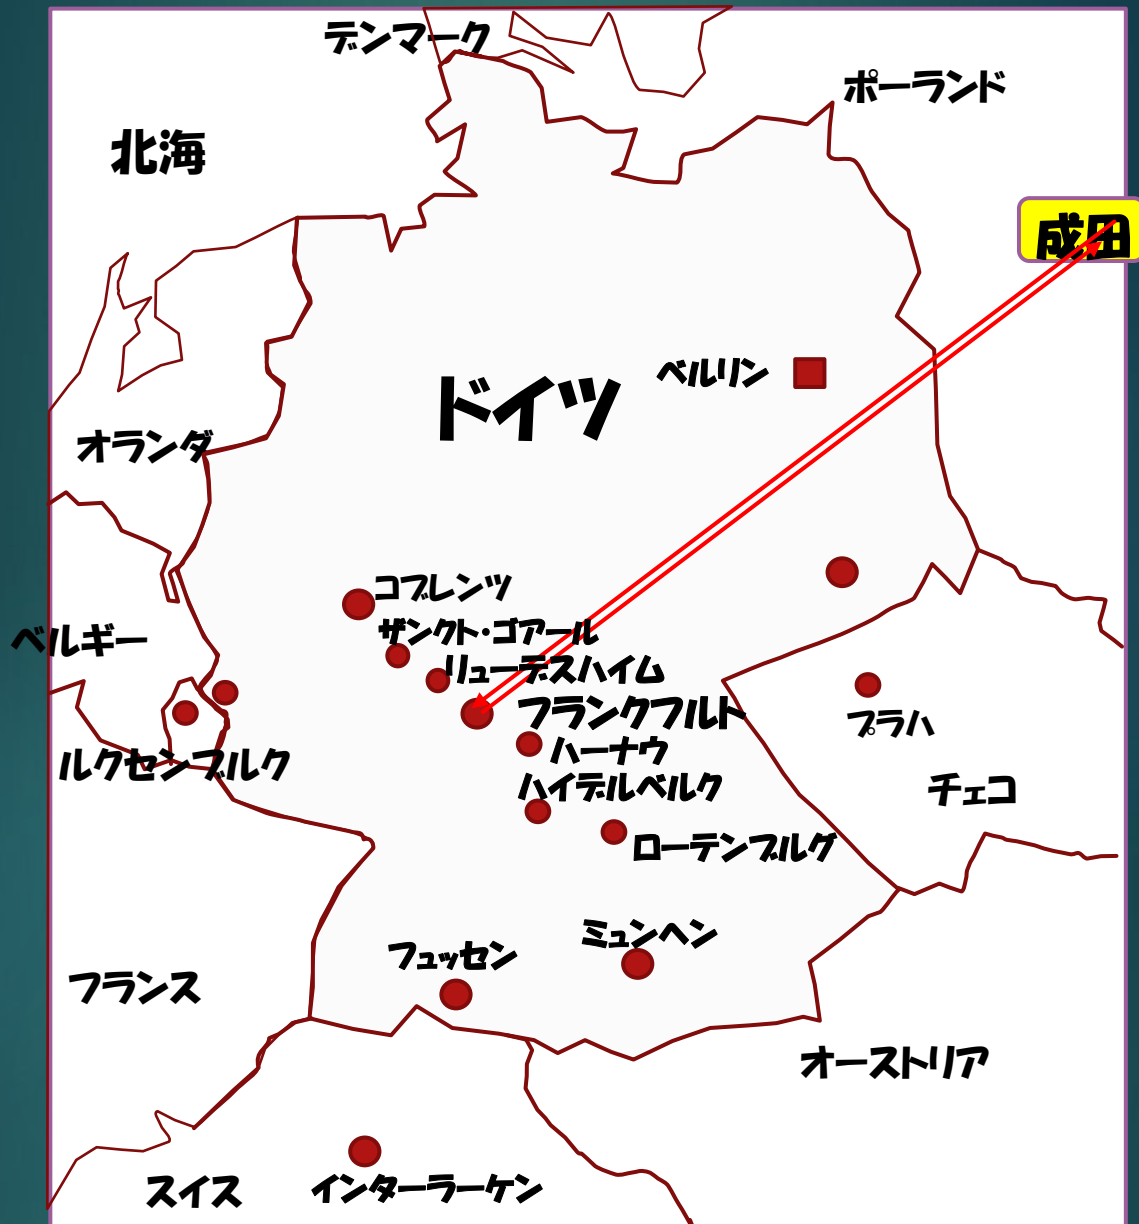 デンマーク
ポーランド
北海
成田
ベルリン
ドイツ
オランダ
コブレンツ
ザンクト・ゴアール
ベルギー
リューデスハイム
フランクフルト
プラハ
ハーナウ
ルクセンブルク
ハイデルベルク
チェコ
ローテンブルグ
ミュンヘン
フュッセン
フランス
オーストリア
スイス
インターラーケン